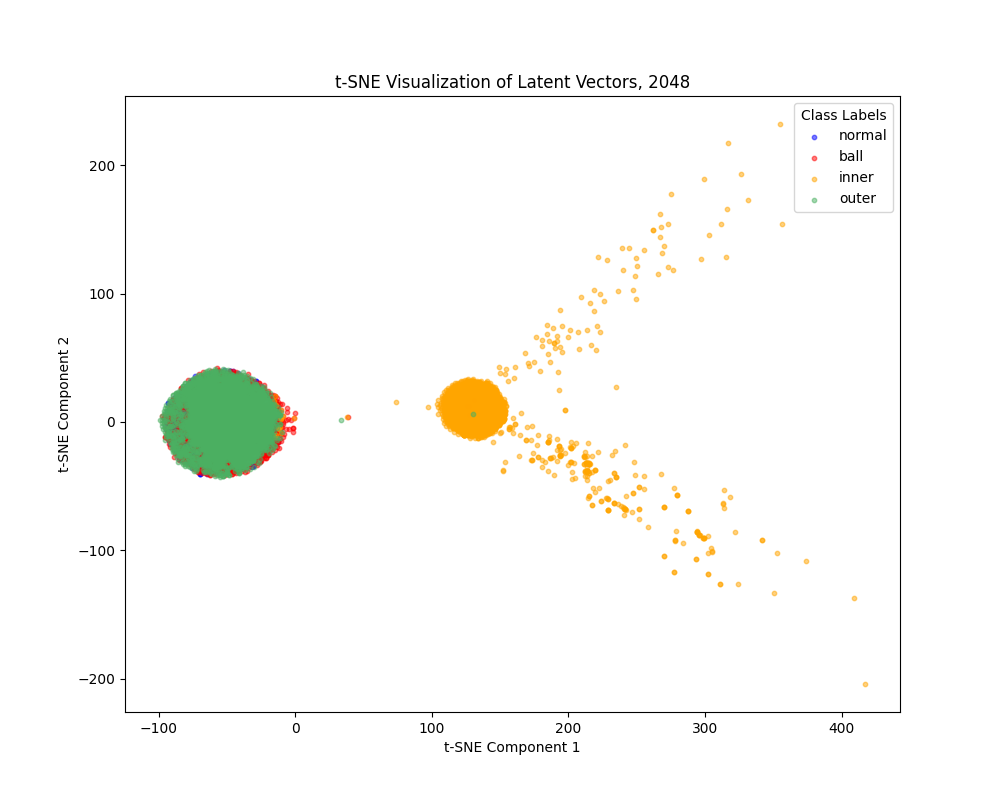 t-SNE Visualization of Latent Vectors, 2048
Class Labels
normal
ball
inner
outer
200
100
0
−100
−200
t-SNE Component 2
−100
0
100
200
300
400
t-SNE Component 1